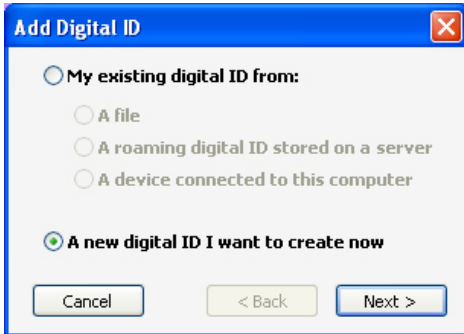 Add Digital ID
My existing digital ID from:
A file
A roaming digital ID stored on a server
A device connected to this computer
A new digital ID I want to create now
Cancel
< Back
Next >